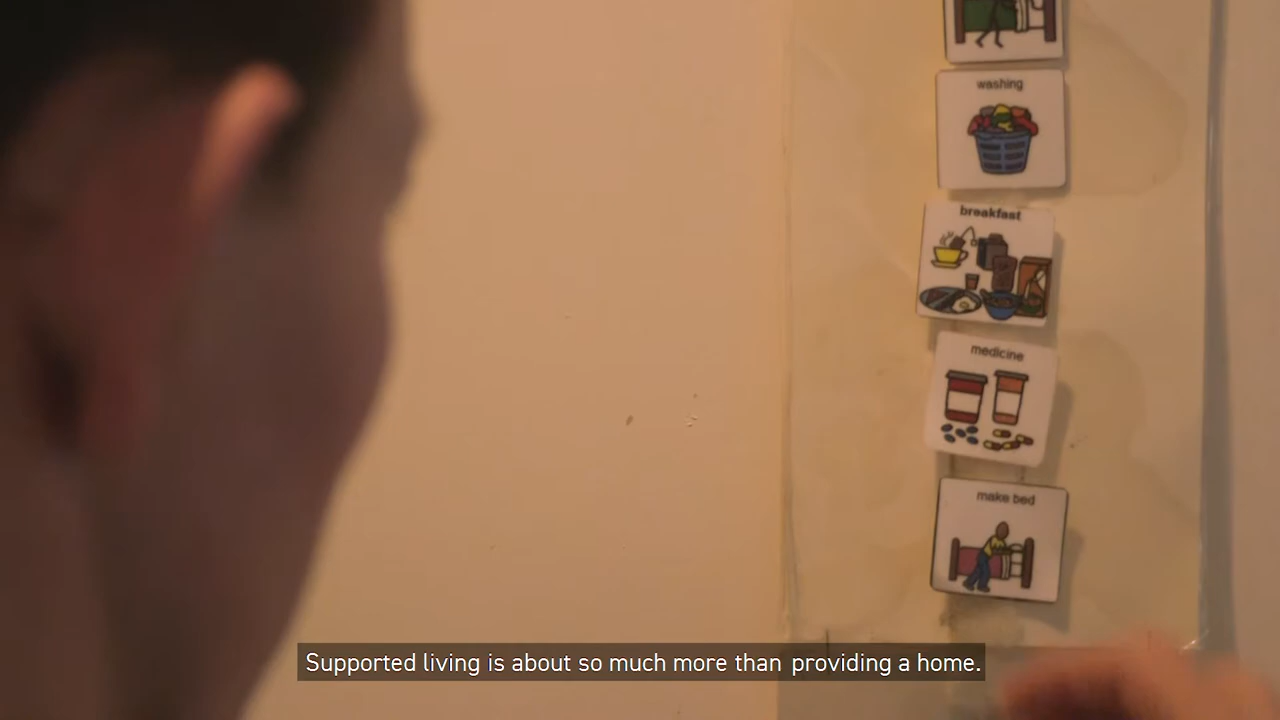 washing
breakfast
medicine
make bed
Supported living is about so much more than providing a home.